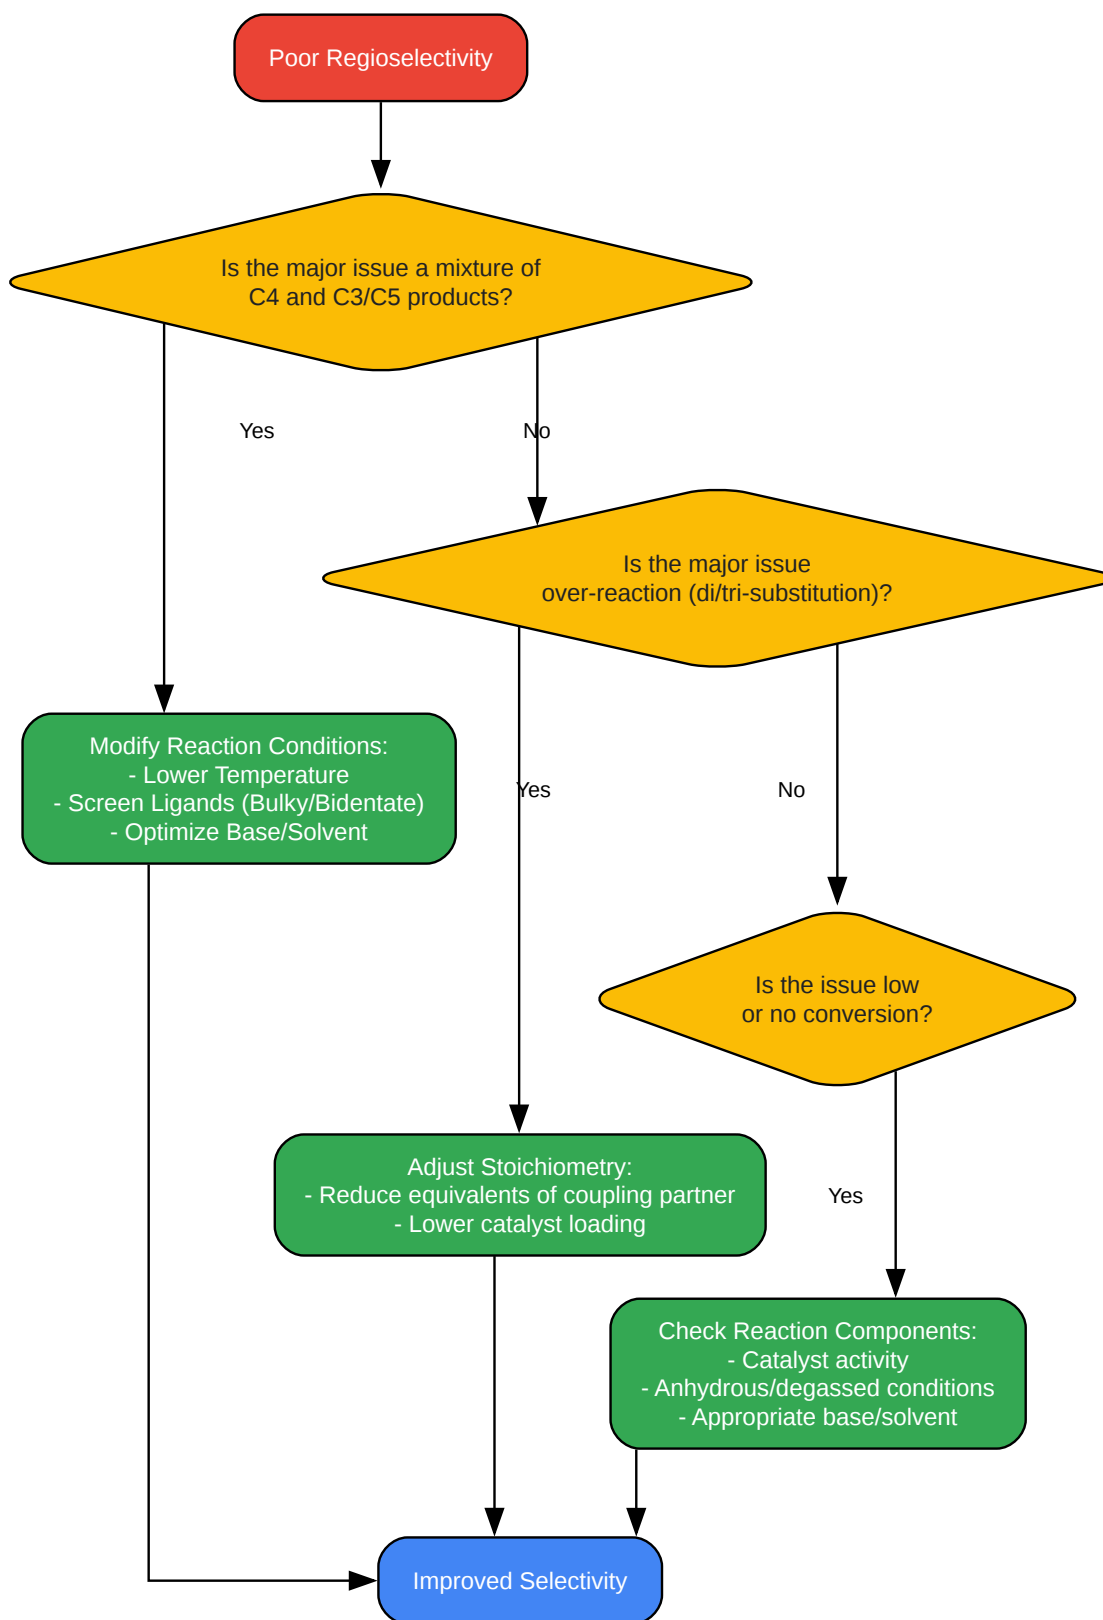 Poor Regioselectivity
Is the major issue a mixture of
C4 and C3/C5 products?
Yes
No
Is the major issue
over-reaction (di/tri-substitution)?
Modify Reaction Conditions:
- Lower Temperature
- Screen Ligands (Bulky/Bidentate)
- Optimize Base/Solvent
Yes
No
Is the issue low
or no conversion?
Adjust Stoichiometry:
- Reduce equivalents of coupling partner
- Lower catalyst loading
Yes
Check Reaction Components:
- Catalyst activity
- Anhydrous/degassed conditions
- Appropriate base/solvent
Improved Selectivity